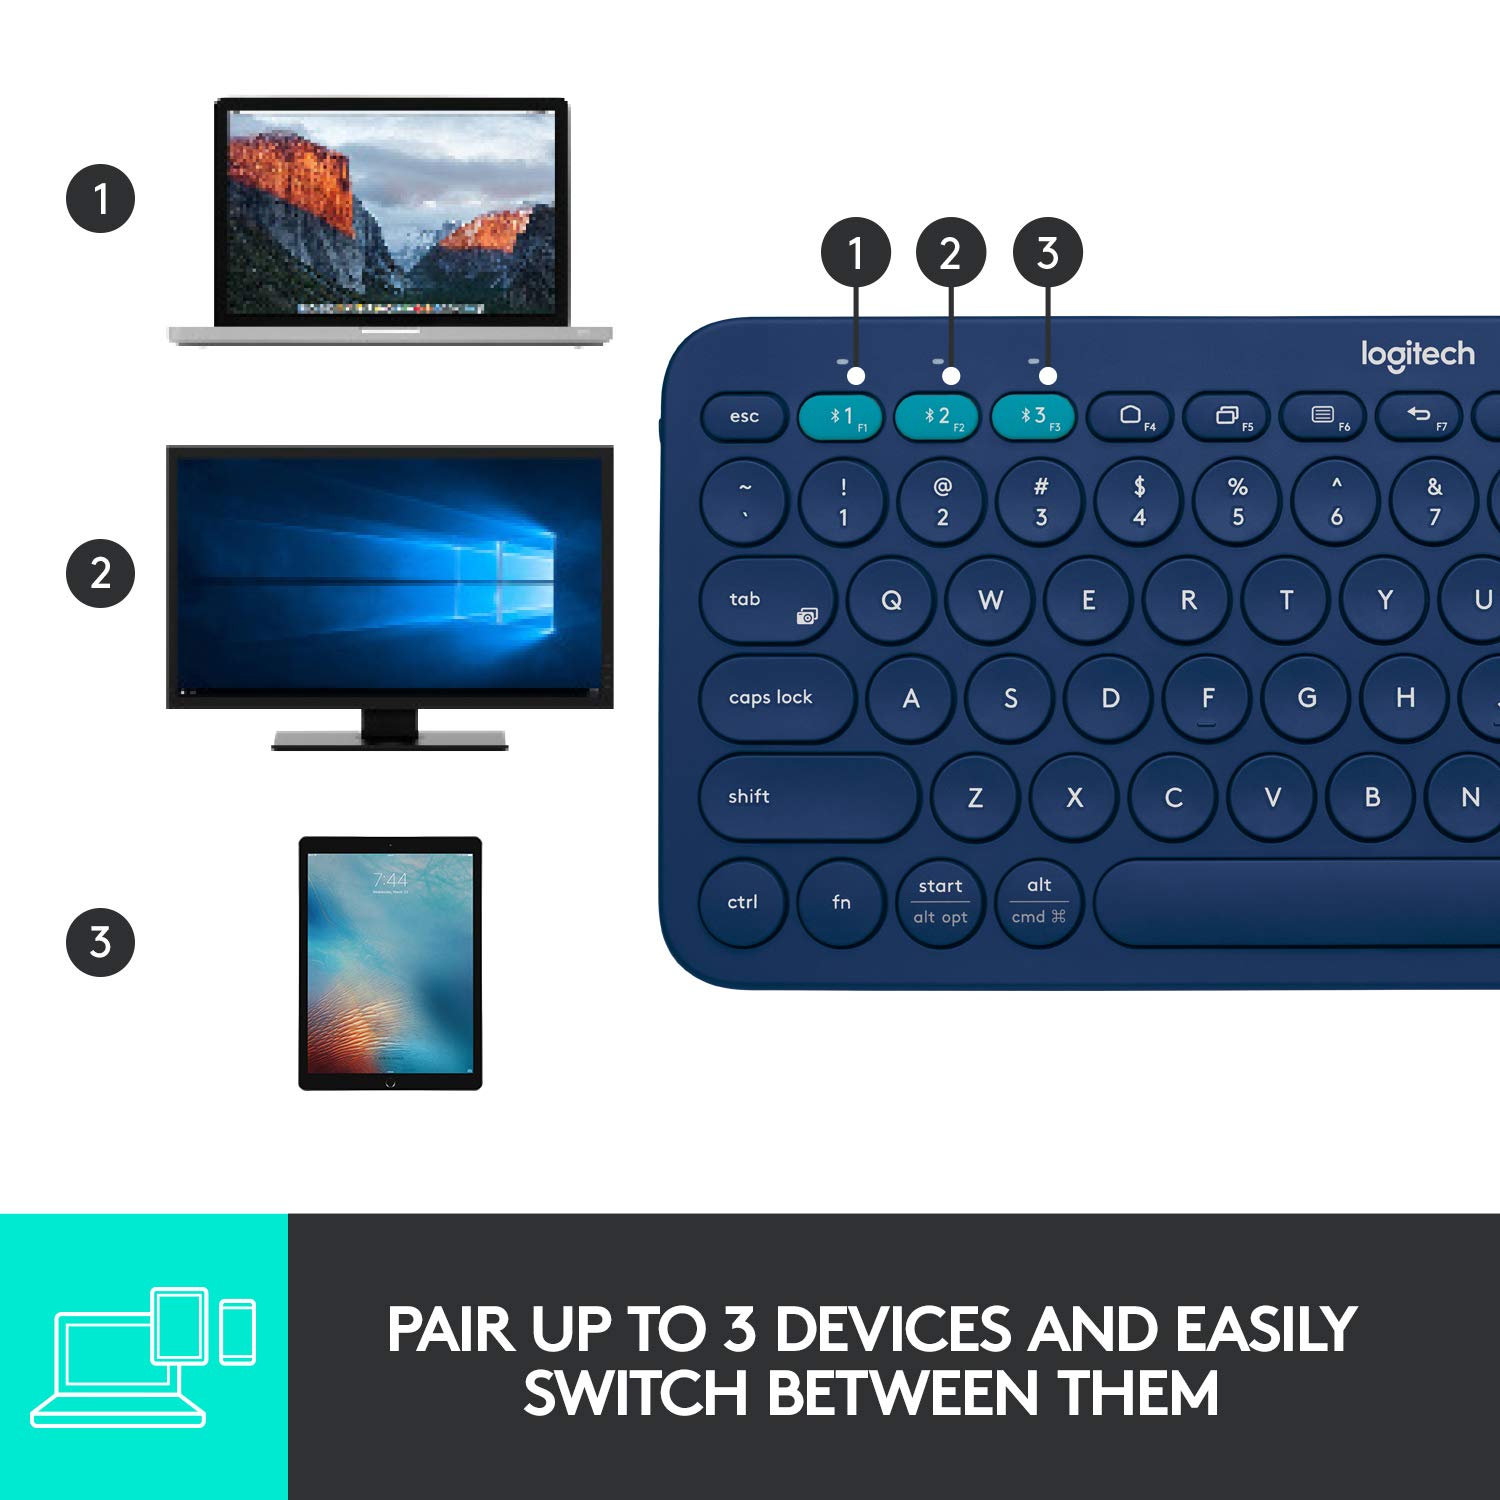 1
2
3
7:44
1 2 3
logitech
esc 1 F1 2 F2 3 F3 F4 F5 F6 F7
~ ! @ # $ % ^ &
` 1 2 3 4 5 6 7
tab Q W E R T Y U
caps lock A S D F G H
shift Z X C V B N
ctrl fn start alt
alt opt cmd ⌘
PAIR UP TO 3 DEVICES AND EASILY
SWITCH BETWEEN THEM